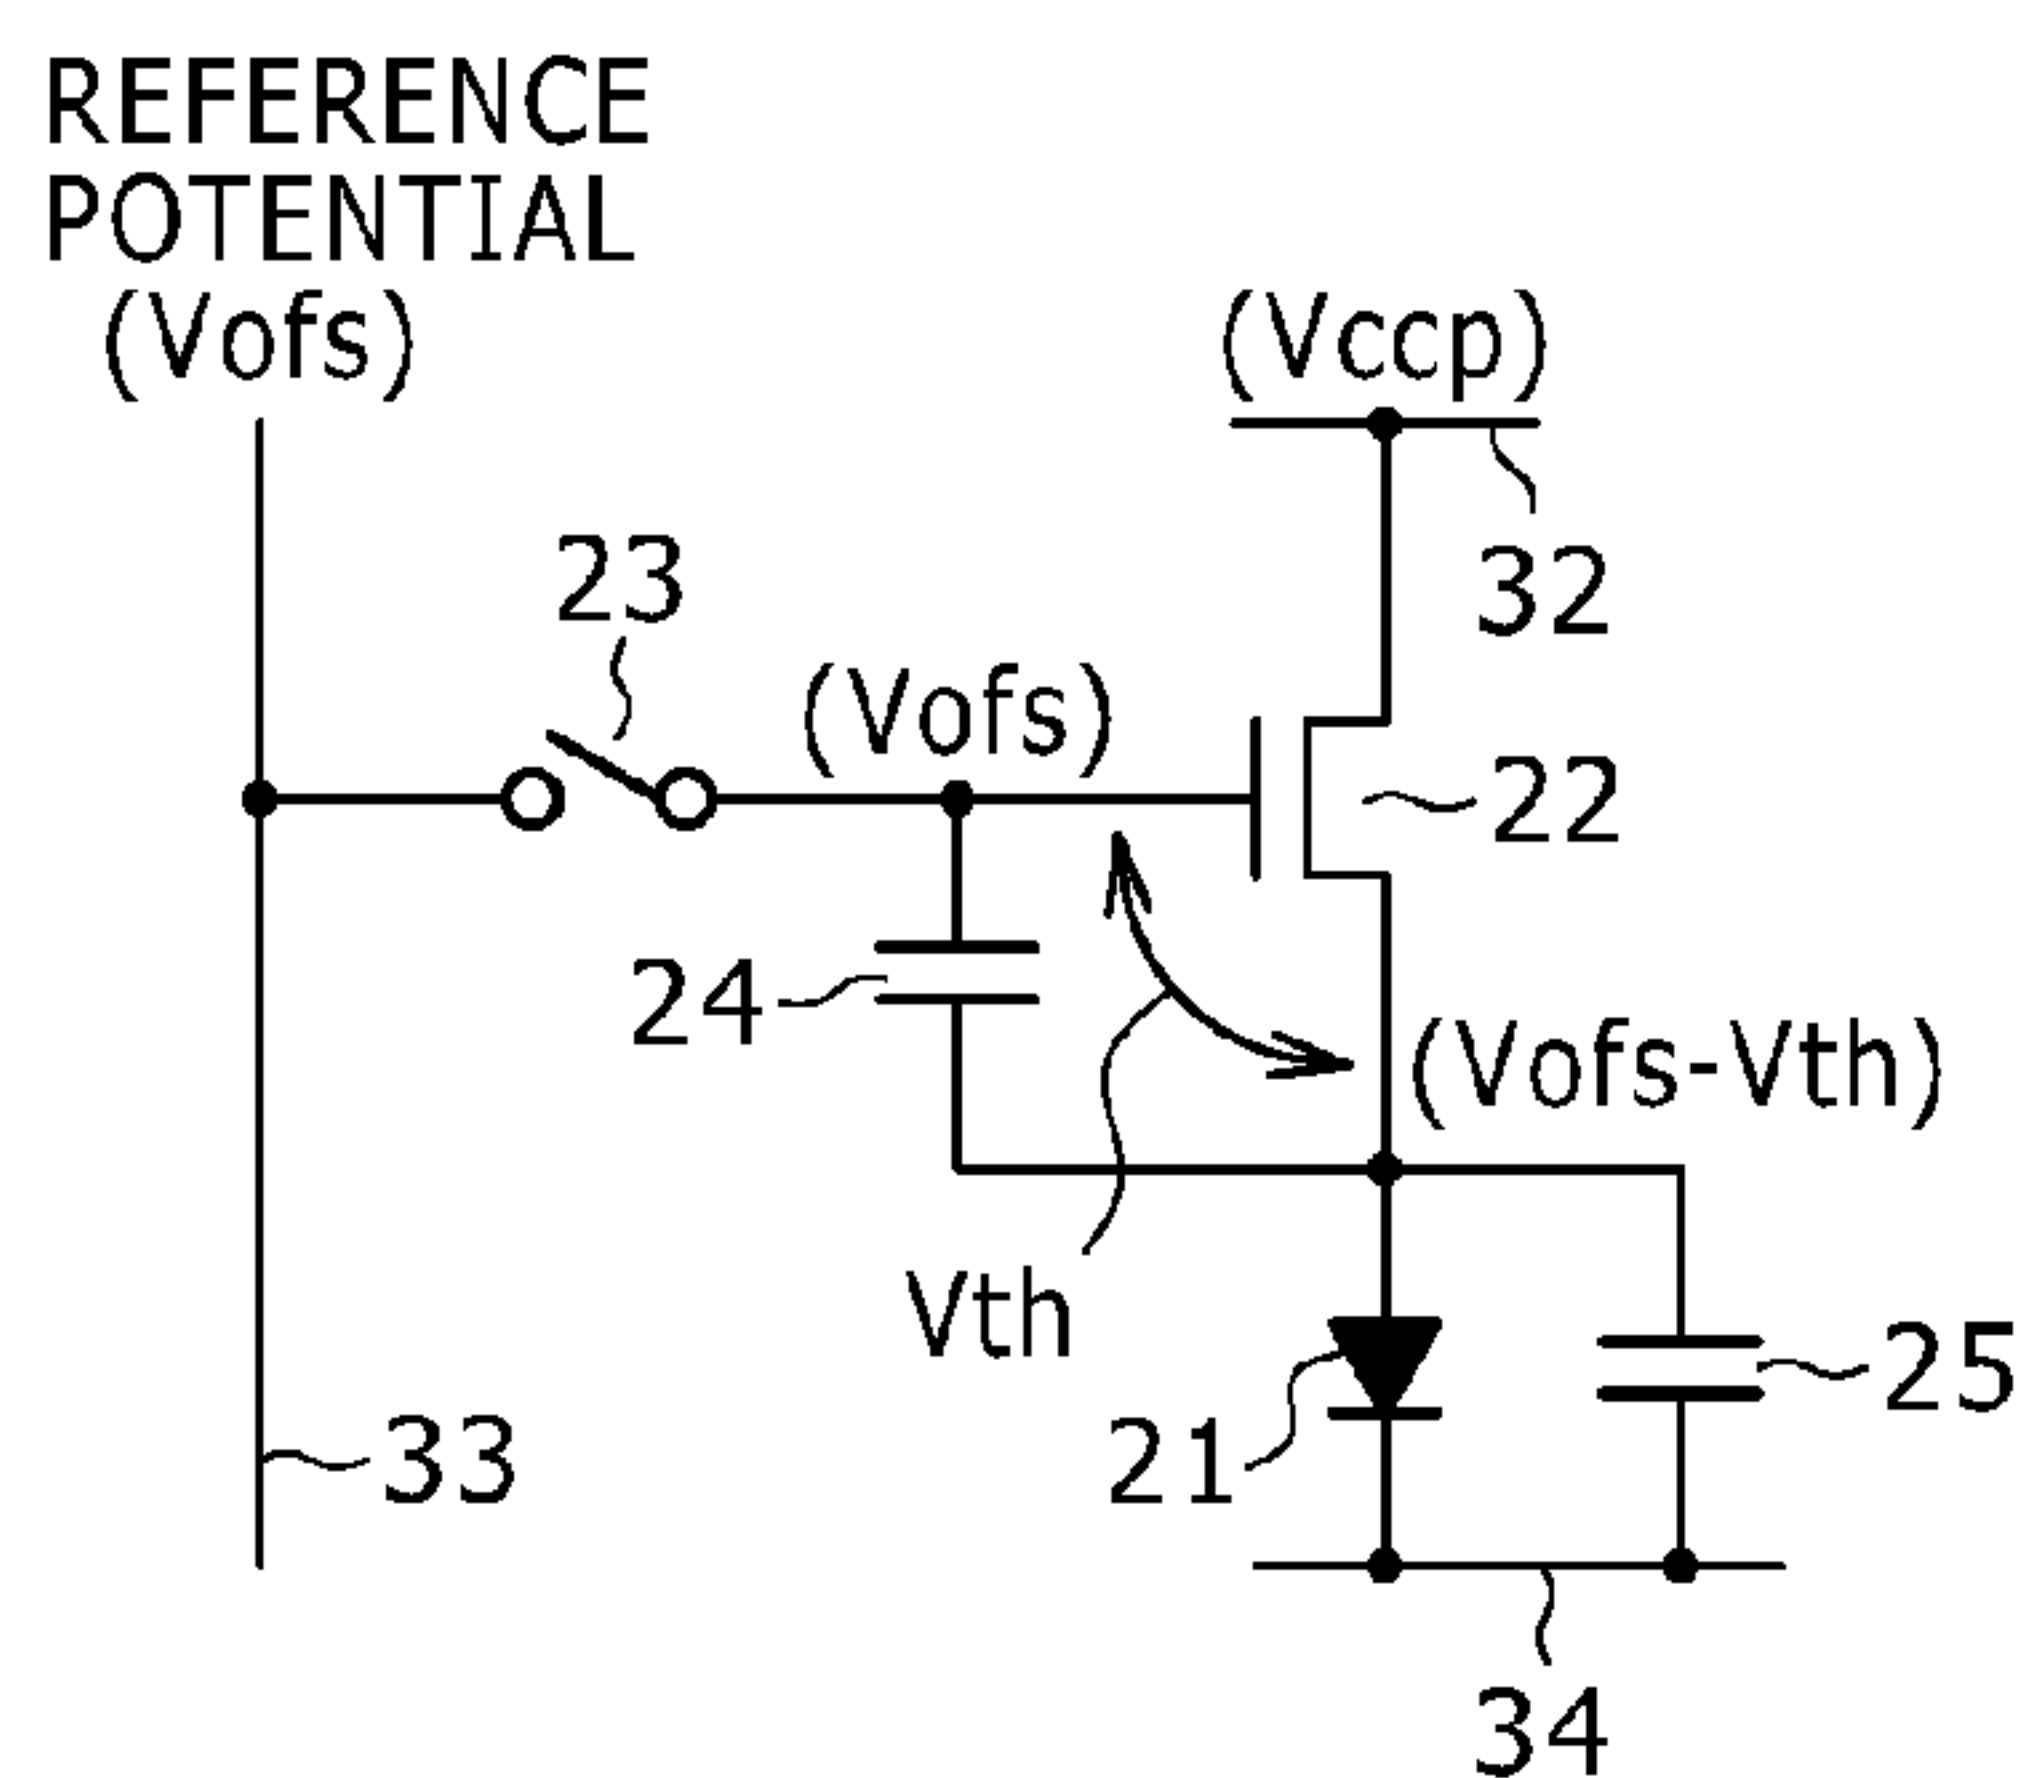 REFERENCE
POTENTIAL
(Vofs)
(Vccp)
32
23
(Vofs)
22
24
(Vofs-Vth)
Vth
25
21
33
34